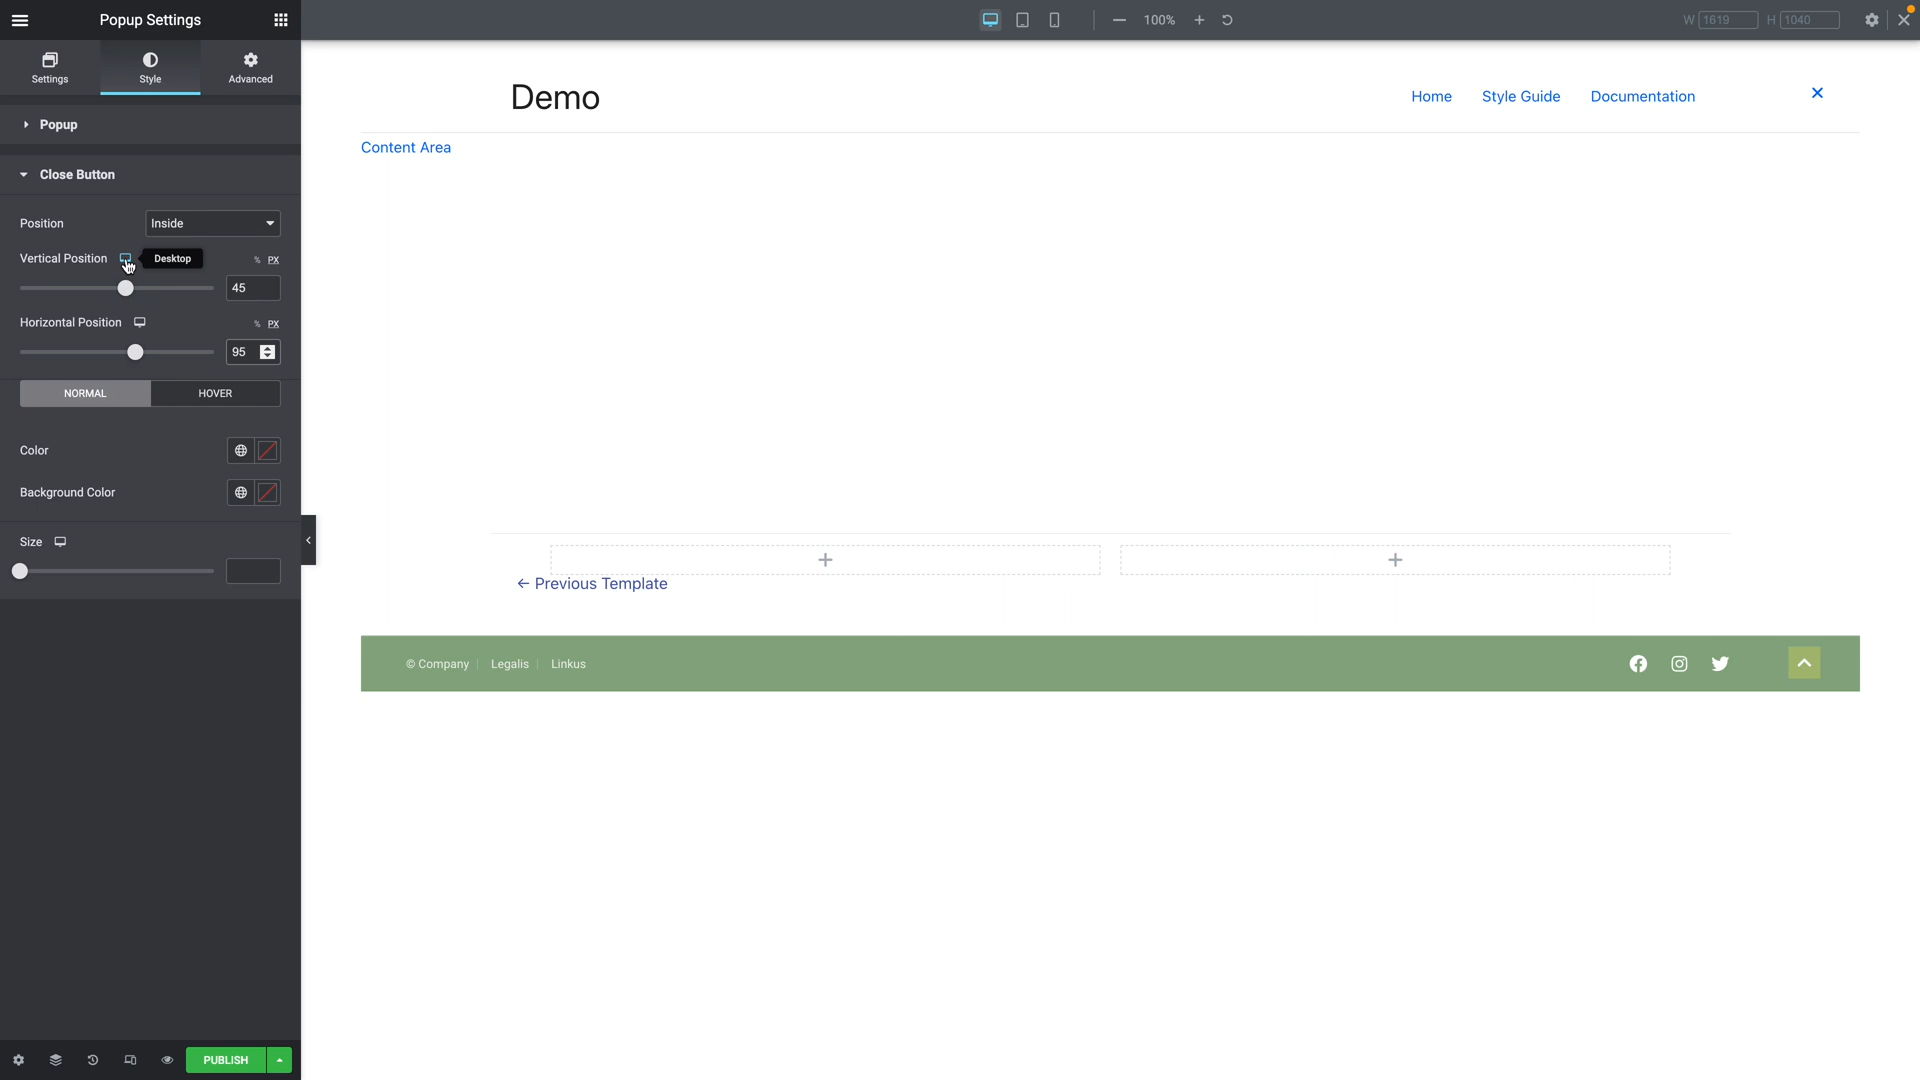 Popup Settings
100%
W 1619 H 1040
Settings
Style
Advanced
Popup
Close Button
Position Inside
Vertical Position Desktop % PX
45
Horizontal Position % PX
95
NORMAL HOVER
Color
Background Color
Size
PUBLISH
Demo
Home Style Guide Documentation
Content Area
← Previous Template
© Company Legalis Linkus